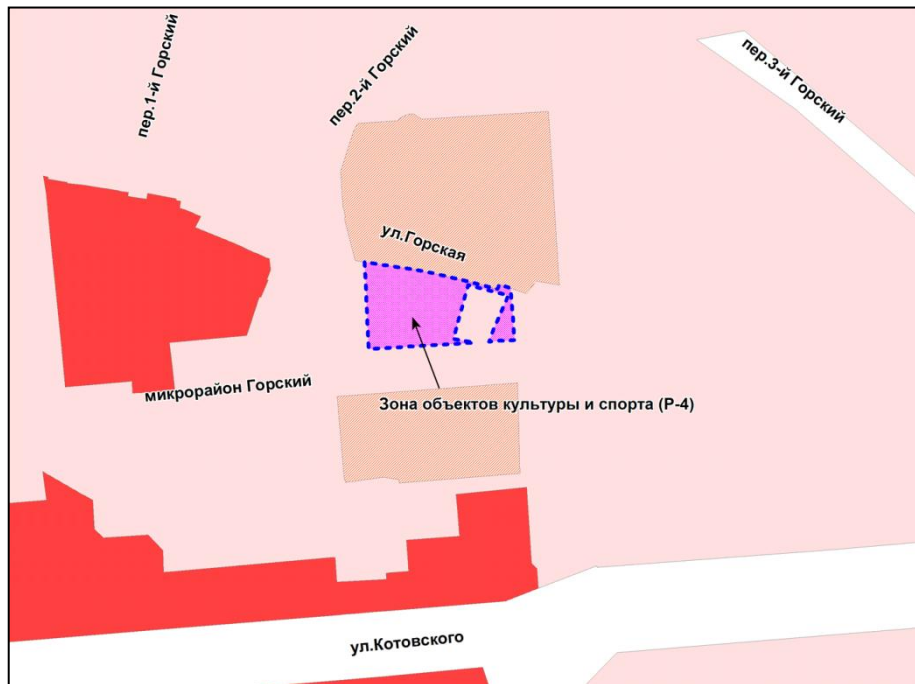 пер.1-й Горский
пер.2-й Горский
пер.3-й Горский
ул.Горская
микрорайон Горский
Зона объектов культуры и спорта (Р-4)
ул.Котовского